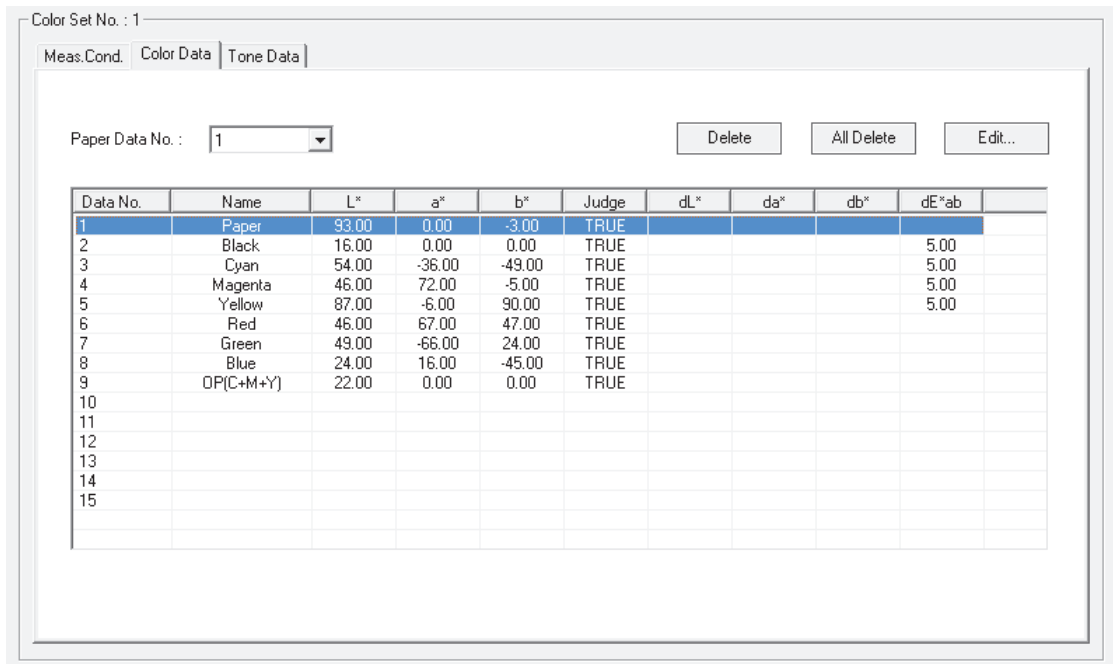 Color Set No. : 1
Meas.Cond. Color Data Tone Data
Paper Data No. : 1 Delete All Delete Edit...
Data No. Name L* a* b* Judge dL* da* db* dE*ab
1 Paper 93.00 0.00 -3.00 TRUE
2 Black 16.00 0.00 0.00 TRUE 5.00
3 Cyan 54.00 -36.00 -49.00 TRUE 5.00
4 Magenta 46.00 72.00 -5.00 TRUE 5.00
5 Yellow 87.00 -6.00 90.00 TRUE 5.00
6 Red 46.00 67.00 47.00 TRUE
7 Green 49.00 -66.00 24.00 TRUE
8 Blue 24.00 16.00 -45.00 TRUE
9 OP(C+M+Y) 22.00 0.00 0.00 TRUE
10
11
12
13
14
15